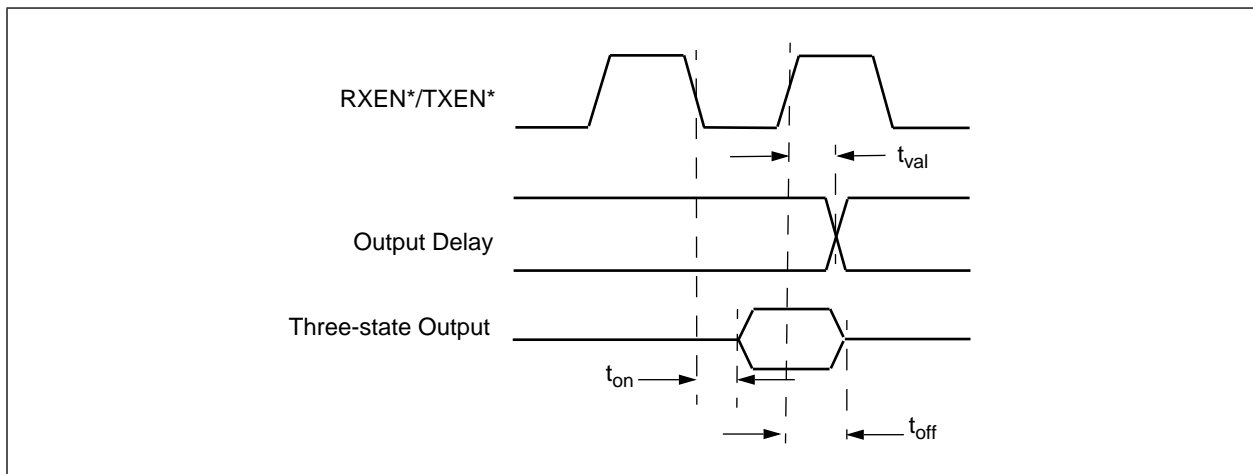 RXEN*/TXEN*
t_val
Output Delay
Three-state Output
t_on
t_off